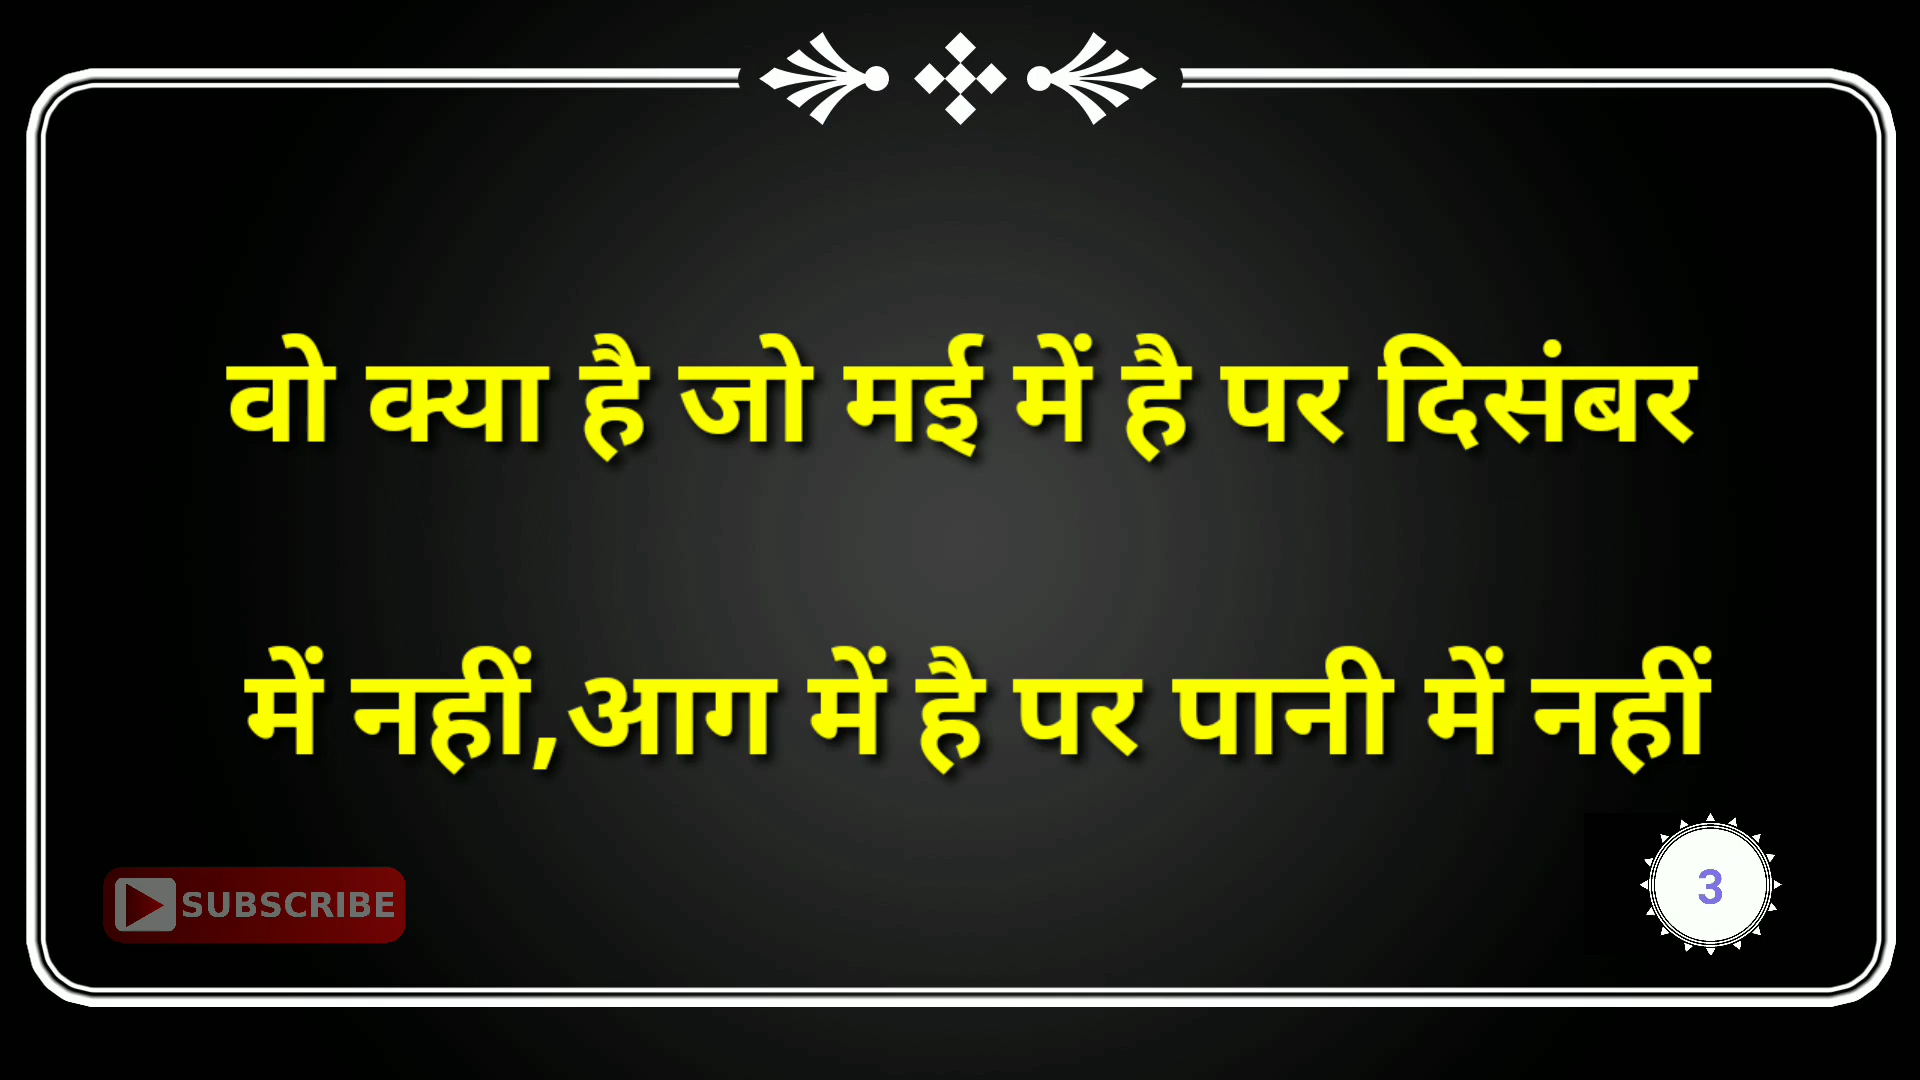 वो क्या है जो मई में है पर दिसंबर
में नहीं,आग में है पर पानी में नहीं
SUBSCRIBE
3